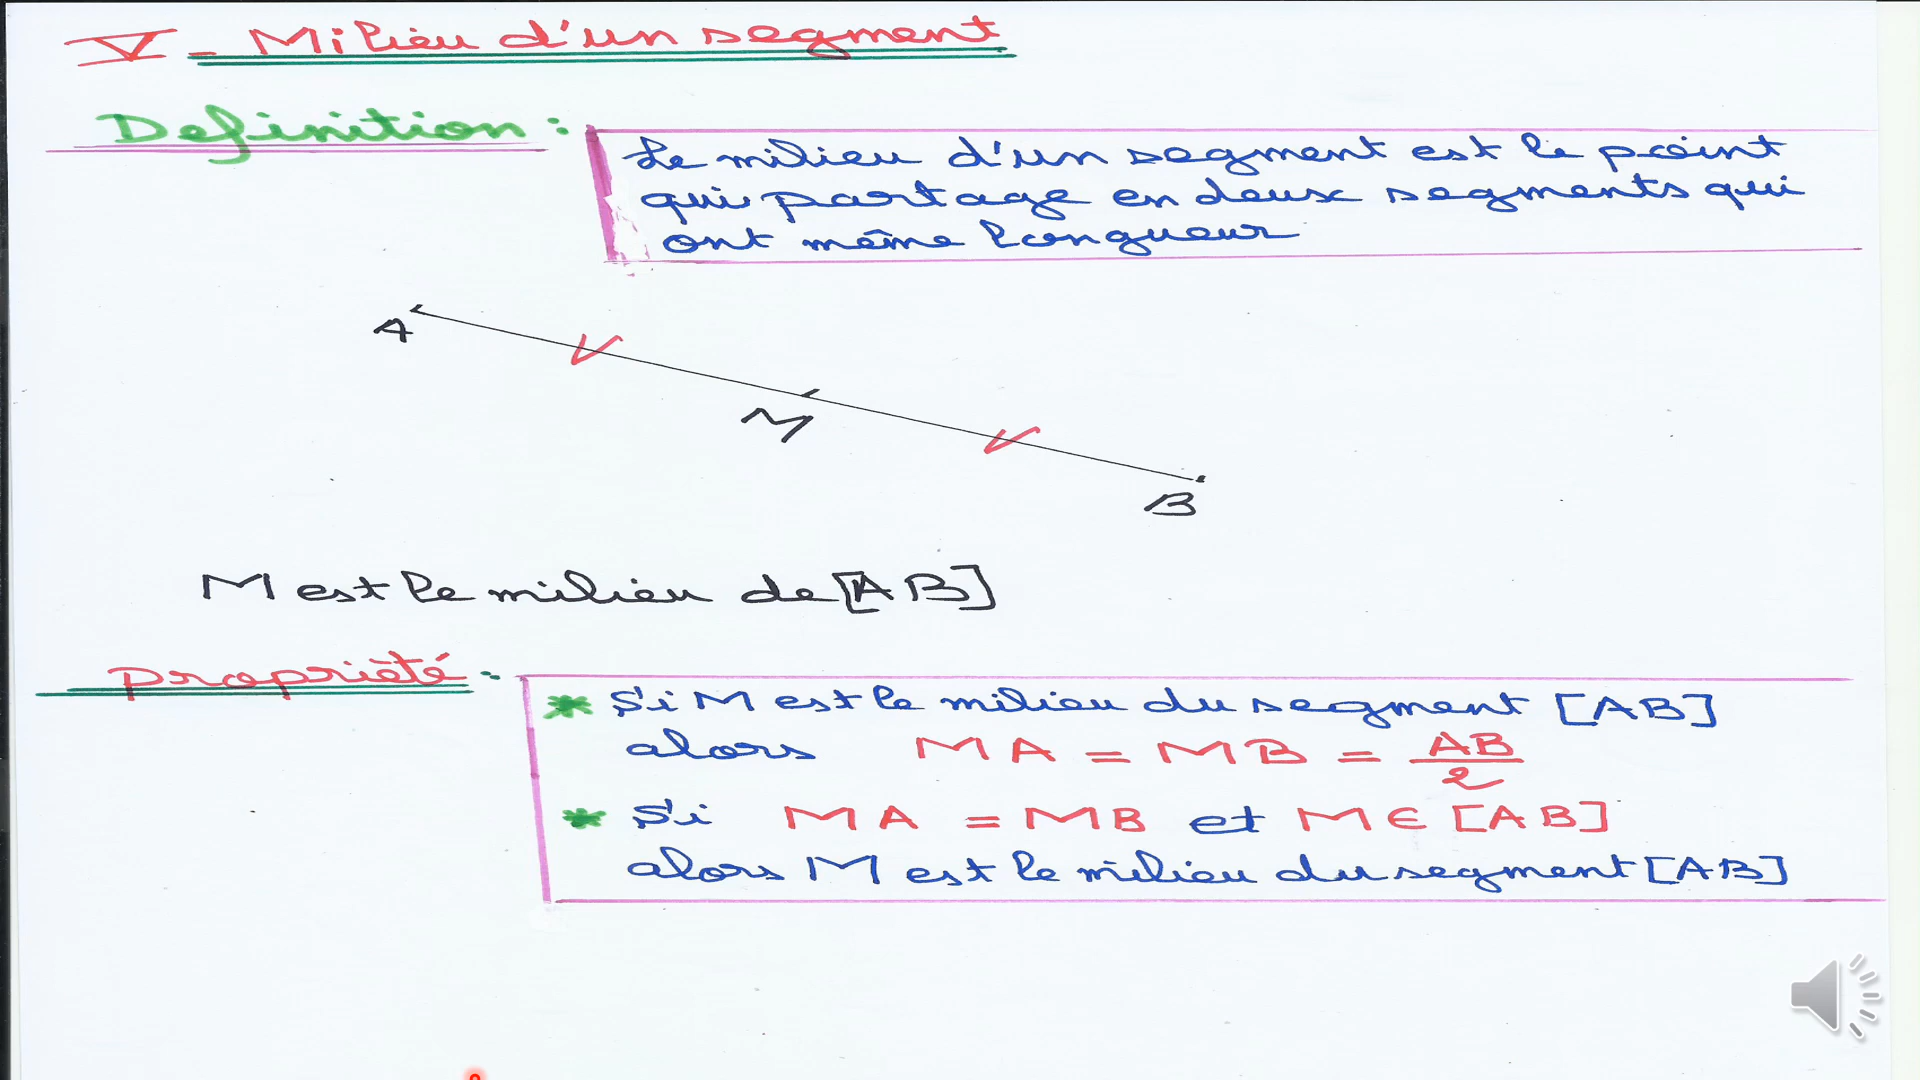 V - Milieu d'un segment
Definition :
Le milieu d'un segment est le point
qui partage en deux segments qui
ont même longueur
A
M
B
M est le milieu de [AB]
Propriété :
* Si M est le milieu du segment [AB]
alors MA = MB = AB/2
* Si MA = MB et M ∈ [AB]
alors M est le milieu du segment [AB]